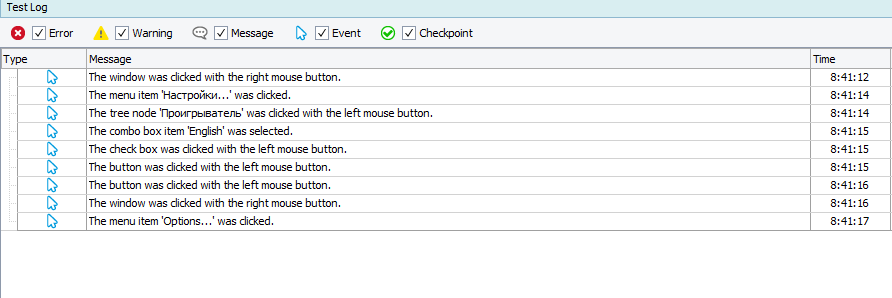 Test Log
Error Warning Message Event Checkpoint
Type Message Time
The window was clicked with the right mouse button. 8:41:12
The menu item 'Настройки...' was clicked. 8:41:14
The tree node 'Проигрыватель' was clicked with the left mouse button. 8:41:14
The combo box item 'English' was selected. 8:41:15
The check box was clicked with the left mouse button. 8:41:15
The button was clicked with the left mouse button. 8:41:15
The button was clicked with the left mouse button. 8:41:16
The window was clicked with the right mouse button. 8:41:16
The menu item 'Options...' was clicked. 8:41:17